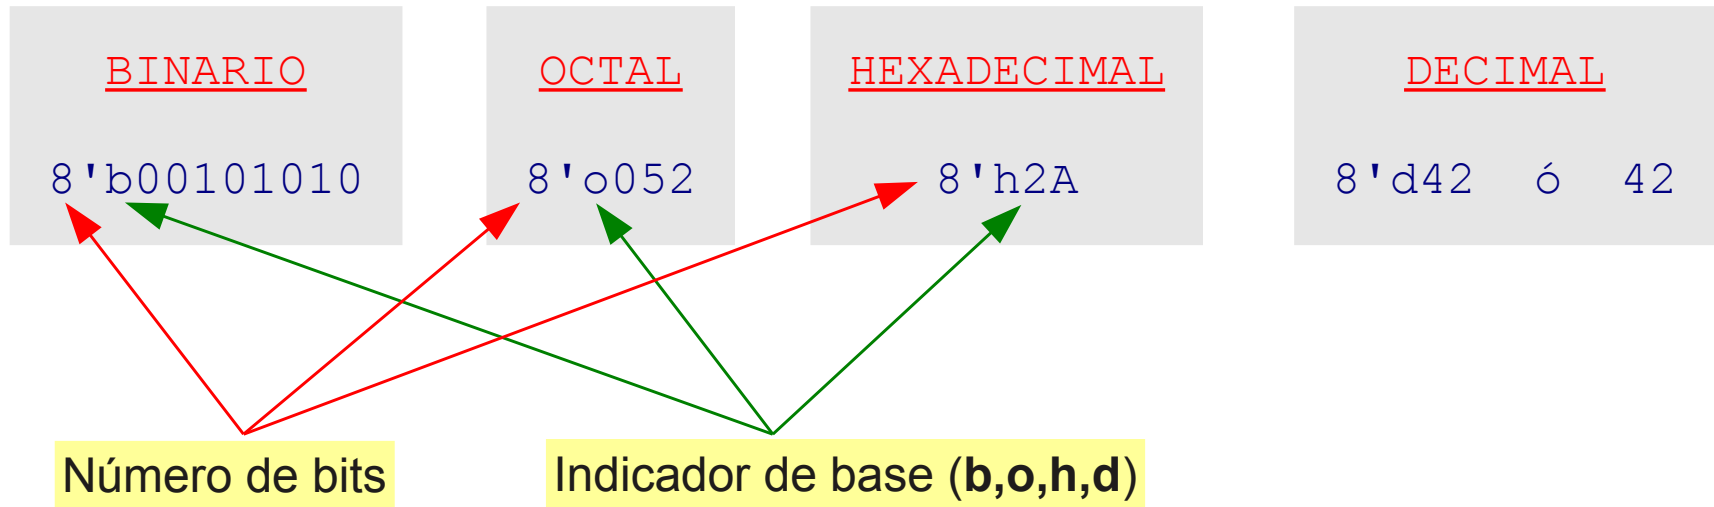 BINARIO
8'b00101010
OCTAL
8'o052
HEXADECIMAL
8'h2A
DECIMAL
8'd42 ó 42
Número de bits
Indicador de base (b,o,h,d)